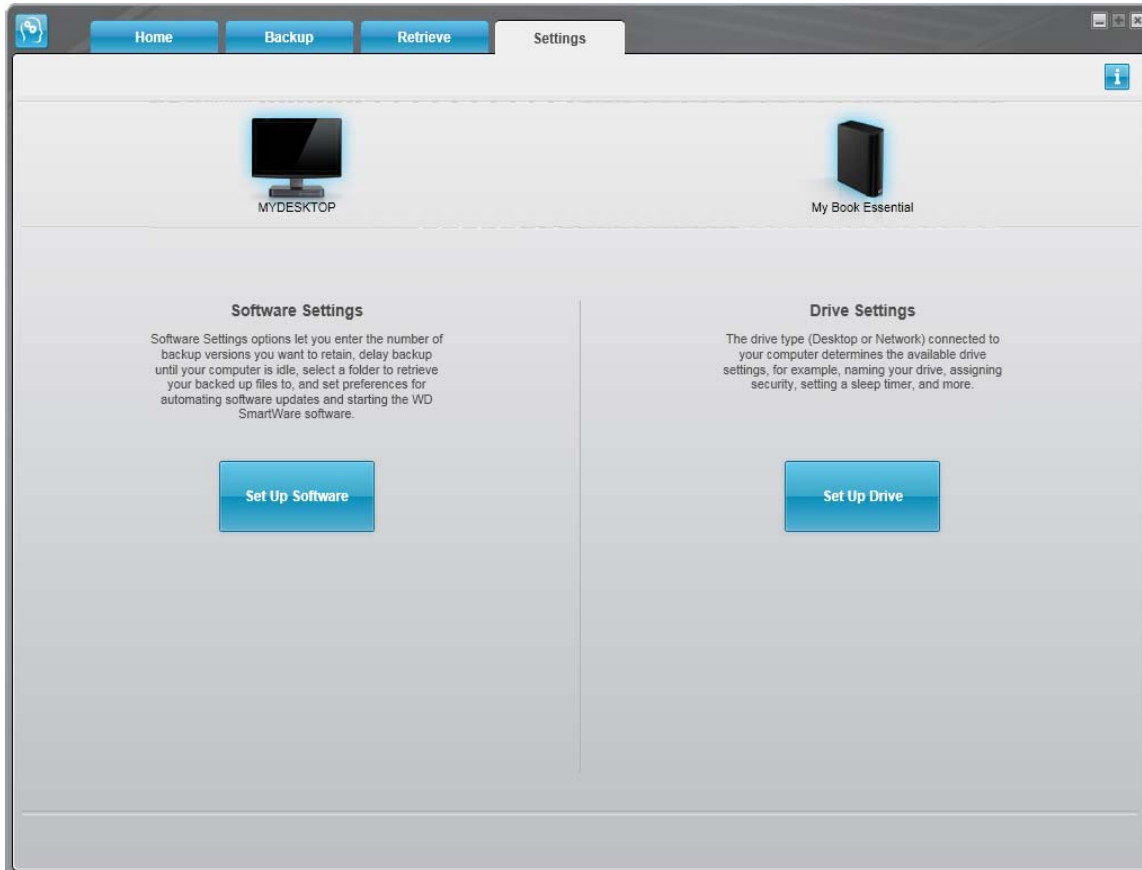 Home
Backup
Retrieve
Settings
i
MYDESKTOP
My Book Essential
Software Settings
Software Settings options let you enter the number of
backup versions you want to retain, delay backup
until your computer is idle, select a folder to retrieve
your backed up files to, and set preferences for
automating software updates and starting the WD
SmartWare software.
Set Up Software
Drive Settings
The drive type (Desktop or Network) connected to
your computer determines the available drive
settings, for example, naming your drive, assigning
security, setting a sleep timer, and more.
Set Up Drive